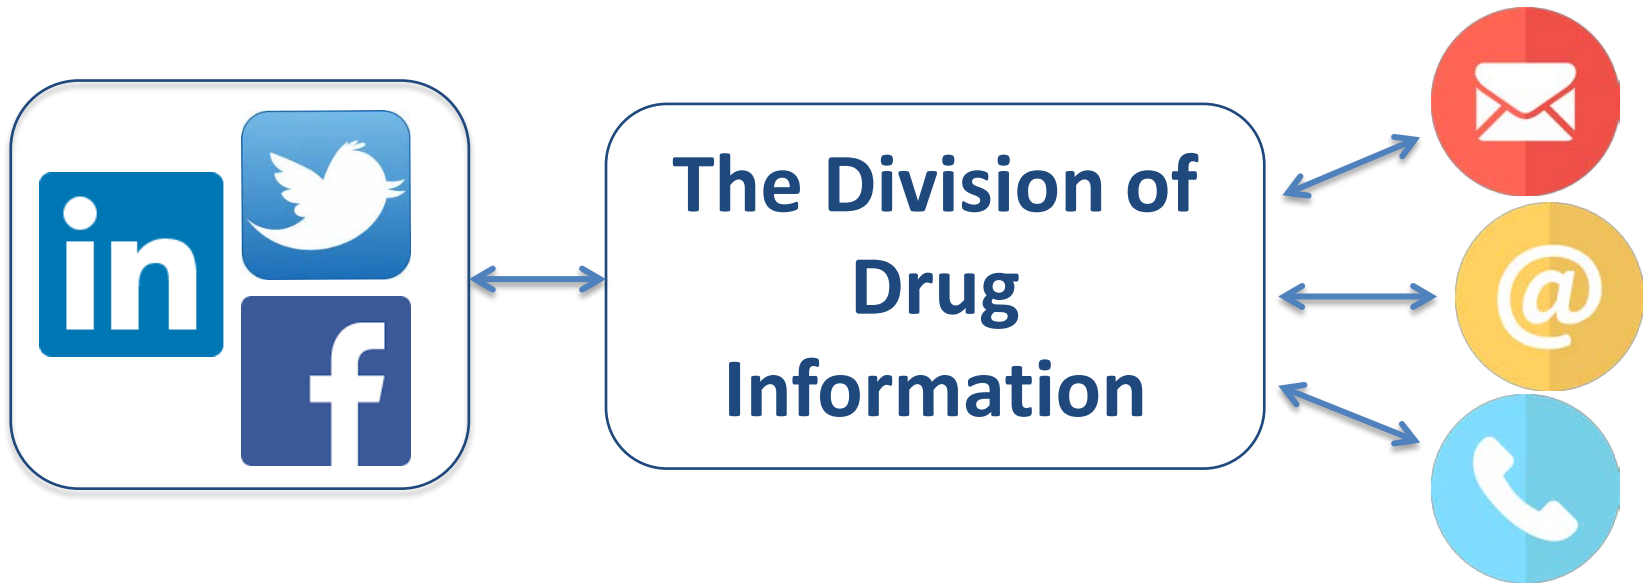 in
The Division of
Drug
Information
@